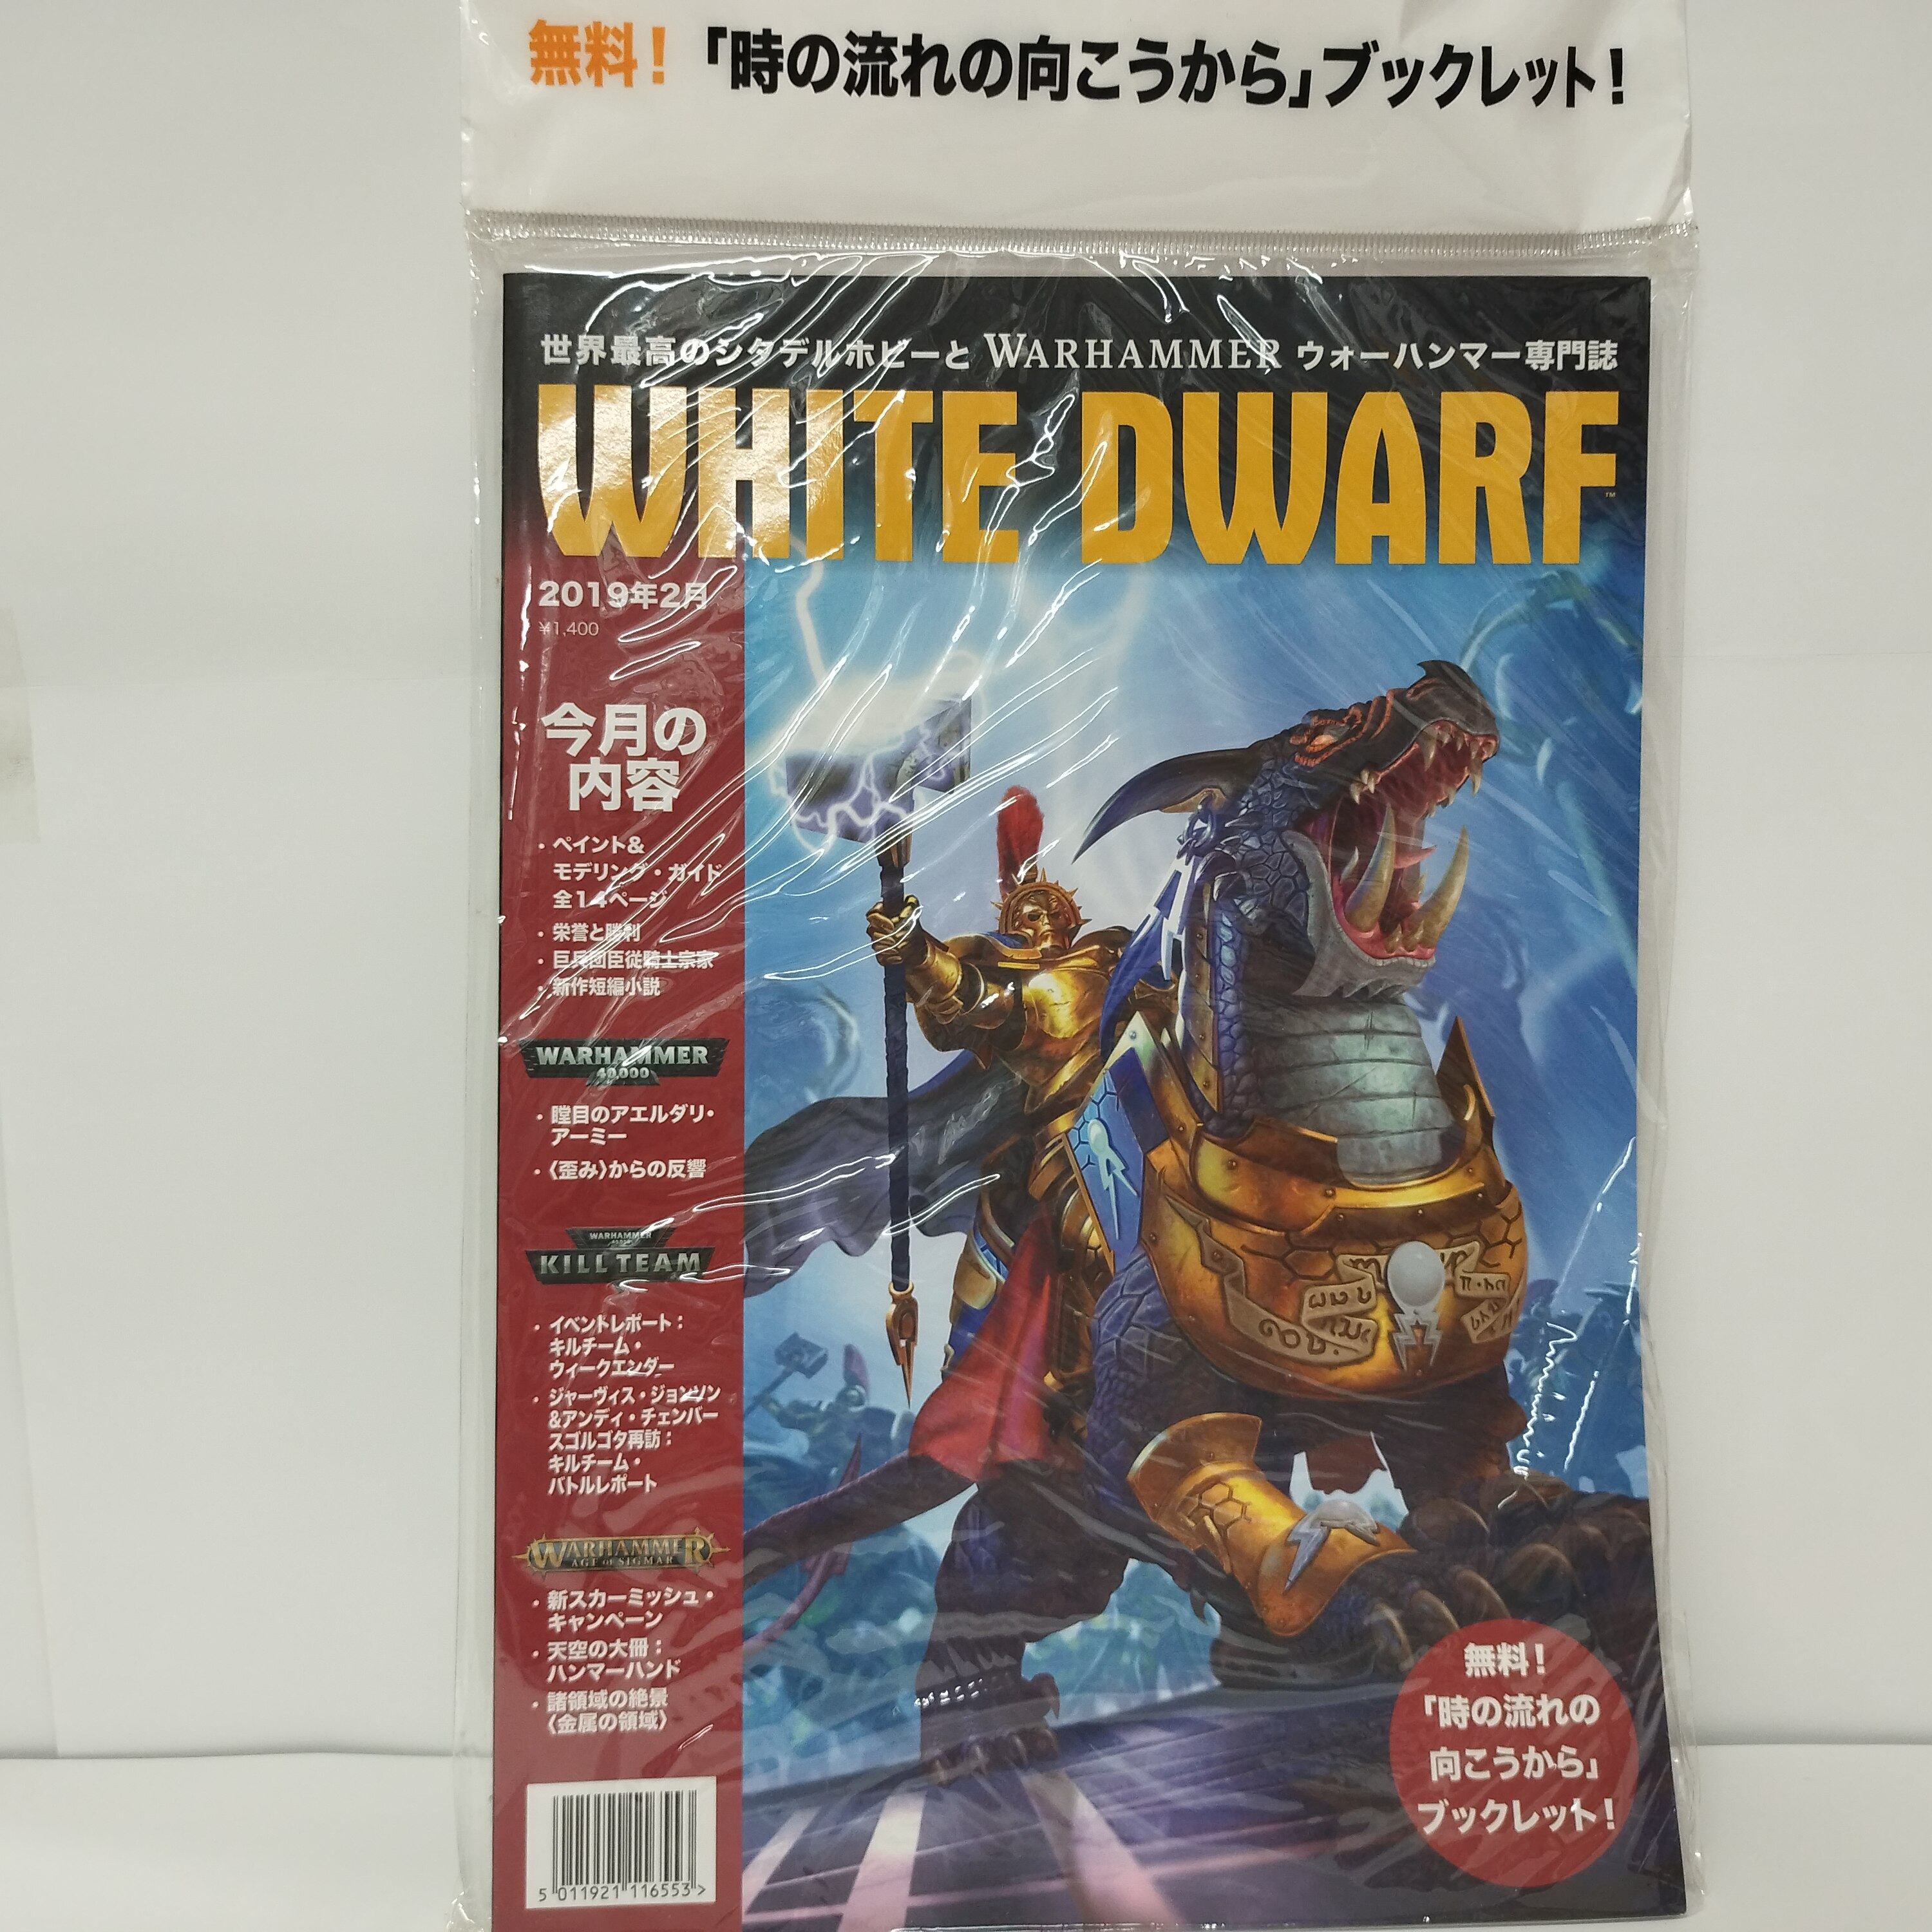 無料！「時の流れの向こうから」ブックレット！
世界最高のシタデルホビーと WARHAMMER ウォーハンマー専門誌
WHITE DWARF™
2019年2月
¥1,400
今月の
内容
・ペイント&
モデリング・ガイド
全14ページ
・栄誉と勝利
・巨兵団臣従騎士宗家
・新作短編小説
WARHAMMER
40,000
・瞠目のアエルダリ・
アーミー
・〈歪み〉からの反響
WARHAMMER
40,000
KILL TEAM
・イベントレポート：
キルチーム・
ウィークエンダー
・ジャーヴィス・ジョンソン
&アンディ・チェンバー
スゴルゴタ再訪：
キルチーム・
バトルレポート
WARHAMMER
AGE OF SIGMAR
・新スカーミッシュ・
キャンペーン
・天空の大冊：
ハンマーハンド
・諸領域の絶景
〈金属の領域〉
5 011921 116553 >
無料！
「時の流れの
向こうから」
ブックレット！